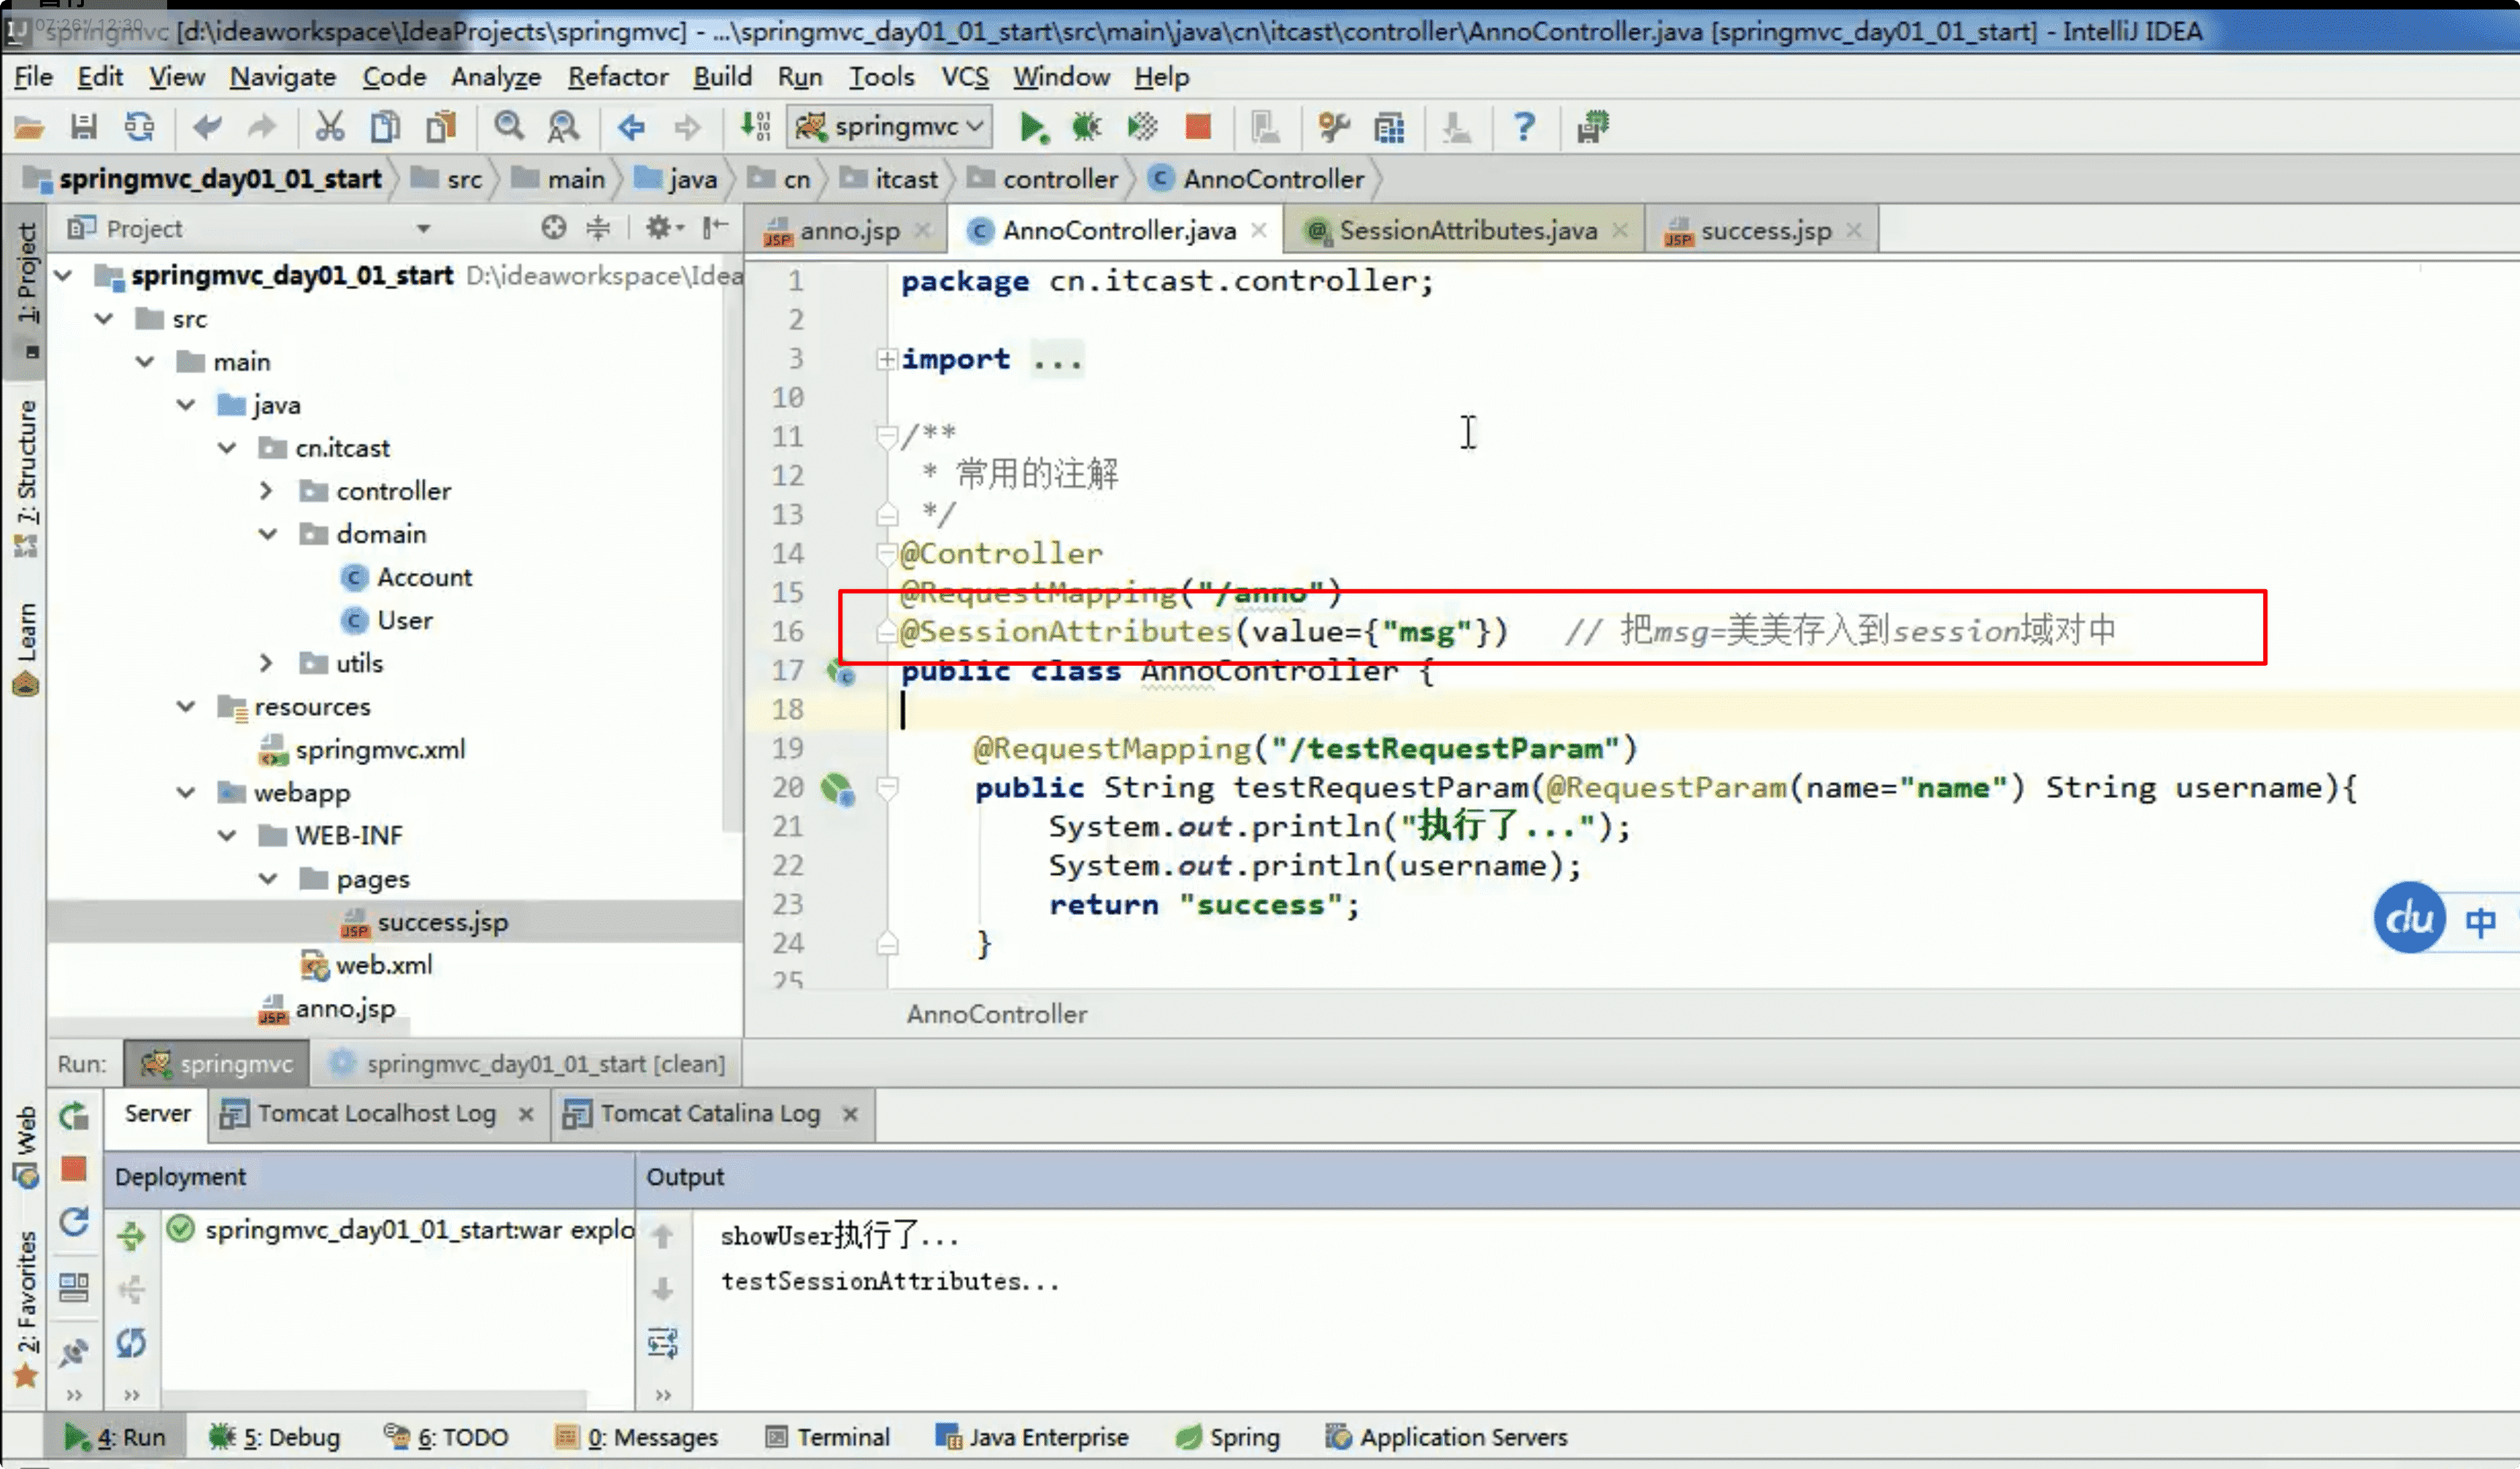 07:26 / 12:30
springmvc [d:\ideaworkspace\IdeaProjects\springmvc] - ...\springmvc_day01_01_start\src\main\java\cn\itcast\controller\AnnoController.java [springmvc_day01_01_start] - IntelliJ IDEA
File Edit View Navigate Code Analyze Refactor Build Run Tools VCS Window Help
springmvc
springmvc_day01_01_start src main java cn itcast controller AnnoController
Project
anno.jsp AnnoController.java SessionAttributes.java success.jsp
1: Project
7: Structure
Learn
Web
2: Favorites
springmvc_day01_01_start D:\ideaworkspace\Idea
src
main
java
cn.itcast
controller
domain
Account
User
utils
resources
springmvc.xml
webapp
WEB-INF
pages
success.jsp
web.xml
anno.jsp
1 package cn.itcast.controller;
2
3 import ...
10
11 /**
12 * 常用的注解
13 */
14 @Controller
15 @RequestMapping("/anno")
16 @SessionAttributes(value={"msg"}) // 把msg=美美存入到session域对中
17 public class AnnoController {
18
19 @RequestMapping("/testRequestParam")
20 public String testRequestParam(@RequestParam(name="name") String username){
21 System.out.println("执行了...");
22 System.out.println(username);
23 return "success";
24 }
25
AnnoController
du 中
Run: springmvc springmvc_day01_01_start [clean]
Server Tomcat Localhost Log Tomcat Catalina Log
Deployment Output
springmvc_day01_01_start:war explo
showUser执行了...
testSessionAttributes...
4: Run 5: Debug 6: TODO 0: Messages Terminal Java Enterprise Spring Application Servers